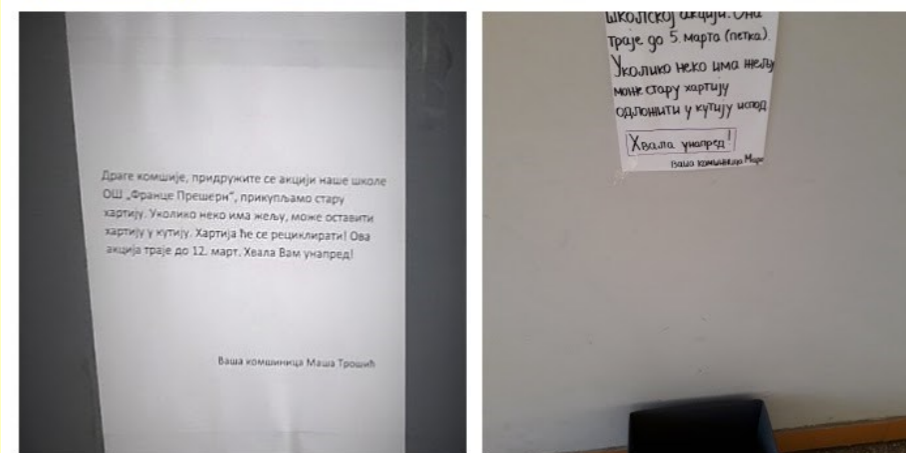 Драге комшије, придружите се акцији наше школе
ОШ „Франце Прешерн“, прикупљамо стару
хартију. Уколико неко има жељу, може оставити
хартију у кутију. Хартија ће се рециклирати! Ова
акција траје до 12. март. Хвала Вам унапред!
Ваша комшиница Маша Трошић
школској акцији. Она
траје до 5. марта (петка).
Уколико неко има жељу
може стару хартију
одложити у кутију испод
Хвала унапред!
Ваша комшиница